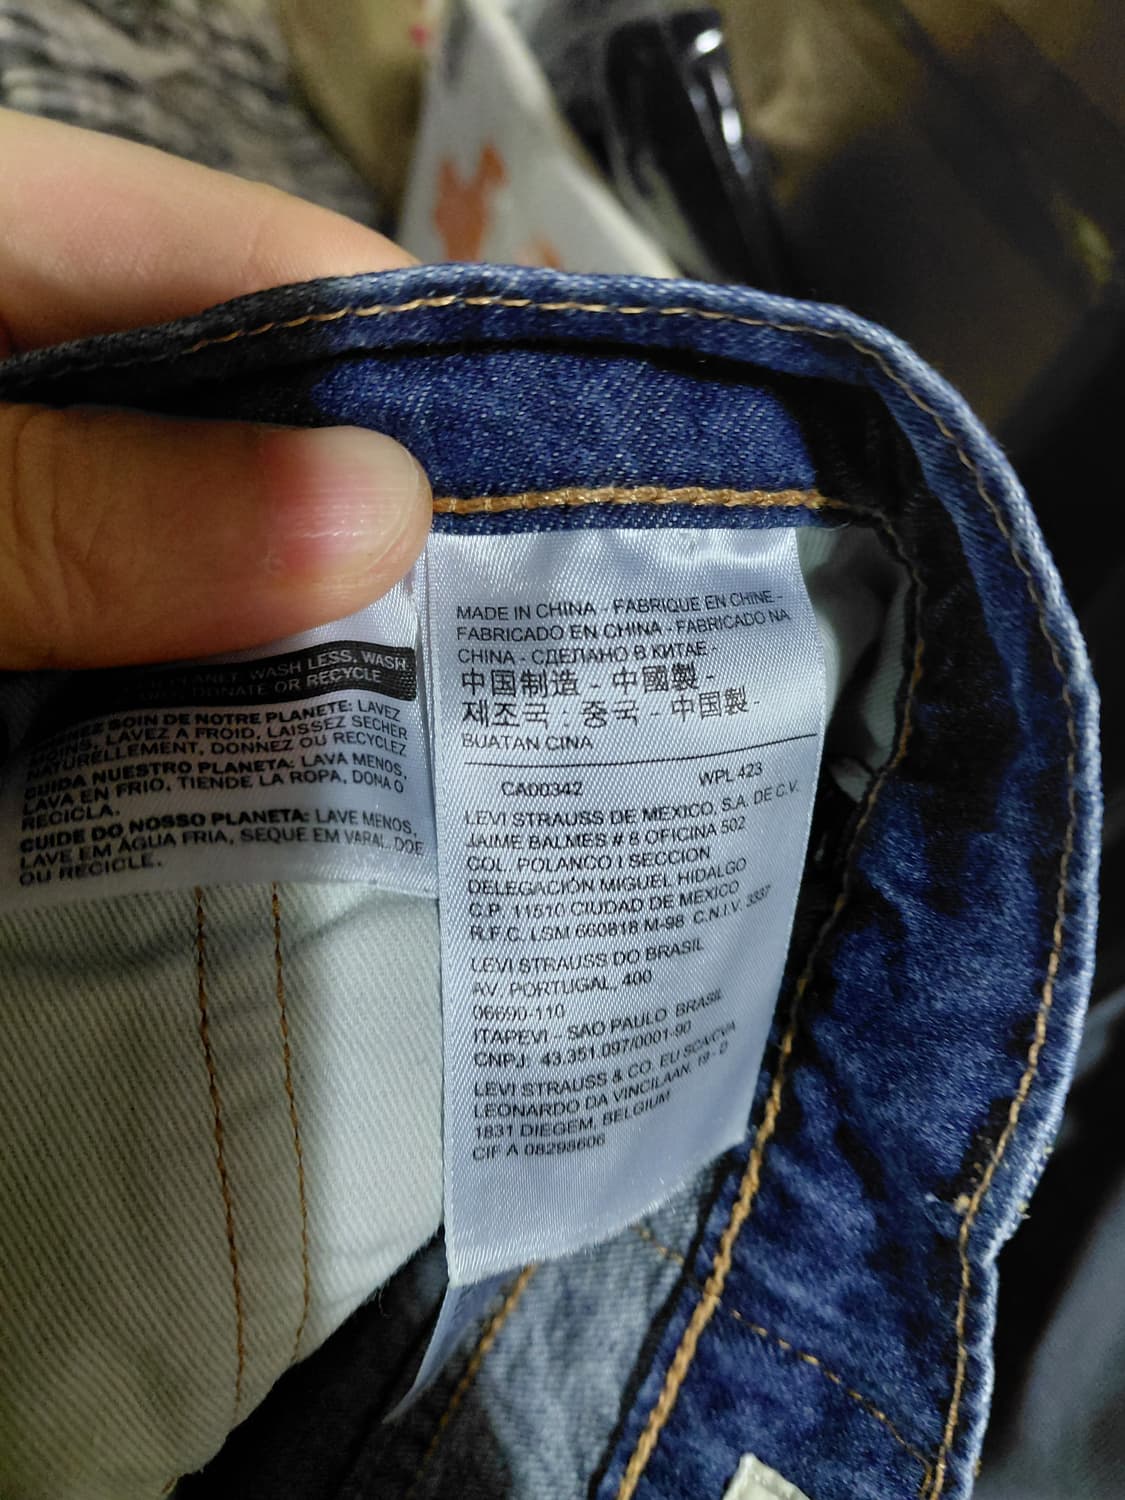 PLANET. WASH LESS, WASH
DONATE OR RECYCLE
SOIN DE NOTRE PLANETE: LAVEZ
MOINS, LAVEZ A FROID, LAISSEZ SECHER
NATURELLEMENT, DONNEZ OU RECYCLEZ
CUIDA NUESTRO PLANETA: LAVA MENOS,
LAVA EN FRIO, TIENDE LA ROPA, DONA O
RECICLA.
CUIDE DO NOSSO PLANETA: LAVE MENOS,
LAVE EM ÁGUA FRIA, SEQUE EM VARAL, DOE
OU RECICLE.
MADE IN CHINA - FABRIQUE EN CHINE -
FABRICADO EN CHINA - FABRICADO NA
CHINA - СДЕЛАНО В КИТАЕ -
中国制造 - 中國製 -
제조국 : 중국 - 中国製 -
BUATAN CINA
CA00342 WPL 423
LEVI STRAUSS DE MEXICO, S.A. DE C.V.
JAIME BALMES # 8 OFICINA 502
COL. POLANCO I SECCION
DELEGACIÓN MIGUEL HIDALGO
C.P. 11510 CIUDAD DE MEXICO
R.F.C. LSM 660818 M-98 C.N.I.V. 3337
LEVI STRAUSS DO BRASIL
AV. PORTUGAL, 400
06690-110
ITAPEVI - SAO PAULO BRASIL
CNPJ: 43.351.097/0001-90
LEVI STRAUSS & CO. EU SCA/CVA
LEONARDO DA VINCILAAN, 19 - D
1831 DIEGEM, BELGIUM
CIF A 08298606